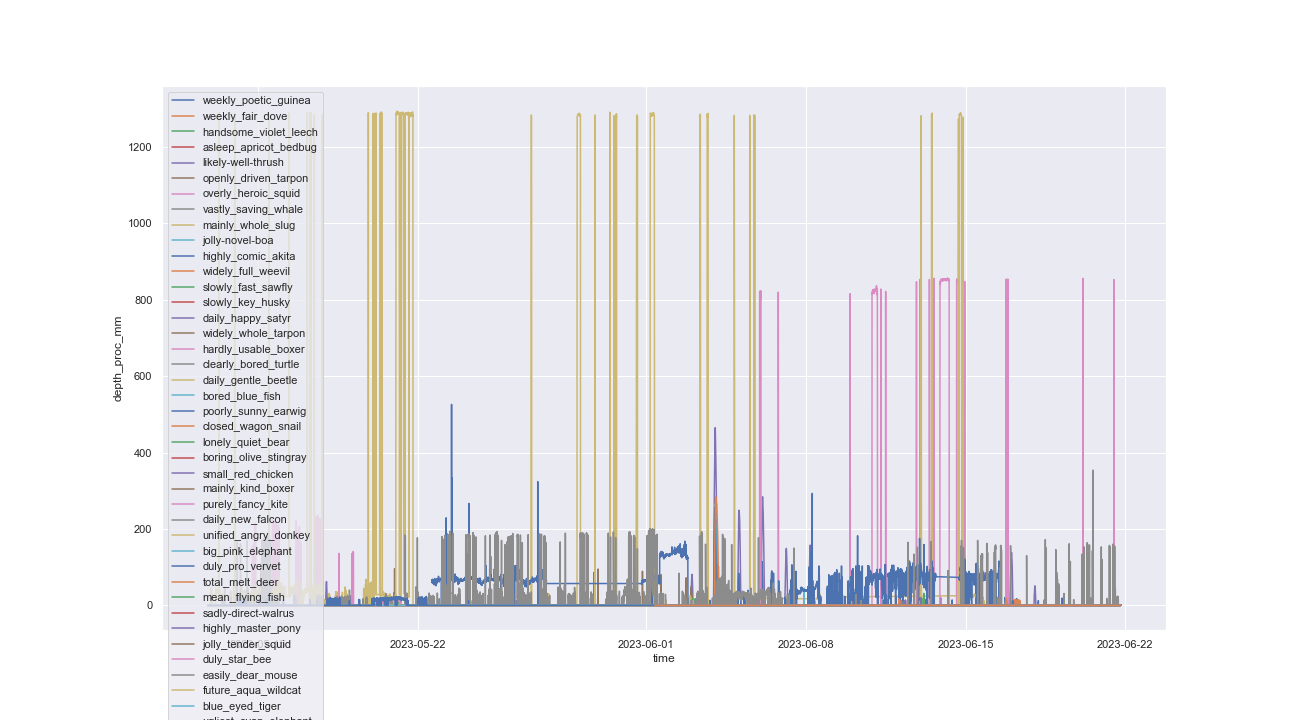 weekly_poetic_guinea
weekly_fair_dove
handsome_violet_leech
asleep_apricot_bedbug
likely-well-thrush
openly_driven_tarpon
overly_heroic_squid
vastly_saving_whale
mainly_whole_slug
jolly-novel-boa
highly_comic_akita
widely_full_weevil
slowly_fast_sawfly
slowly_key_husky
daily_happy_satyr
widely_whole_tarpon
hardly_usable_boxer
clearly_bored_turtle
daily_gentle_beetle
bored_blue_fish
poorly_sunny_earwig
closed_wagon_snail
lonely_quiet_bear
boring_olive_stingray
small_red_chicken
mainly_kind_boxer
purely_fancy_kite
daily_new_falcon
unified_angry_donkey
big_pink_elephant
duly_pro_vervet
total_melt_deer
mean_flying_fish
sadly-direct-walrus
highly_master_pony
jolly_tender_squid
duly_star_bee
easily_dear_mouse
future_aqua_wildcat
blue_eyed_tiger
1200
1000
800
600
400
200
0
depth_proc_mm
2023-05-22
2023-06-01
2023-06-08
2023-06-15
2023-06-22
time